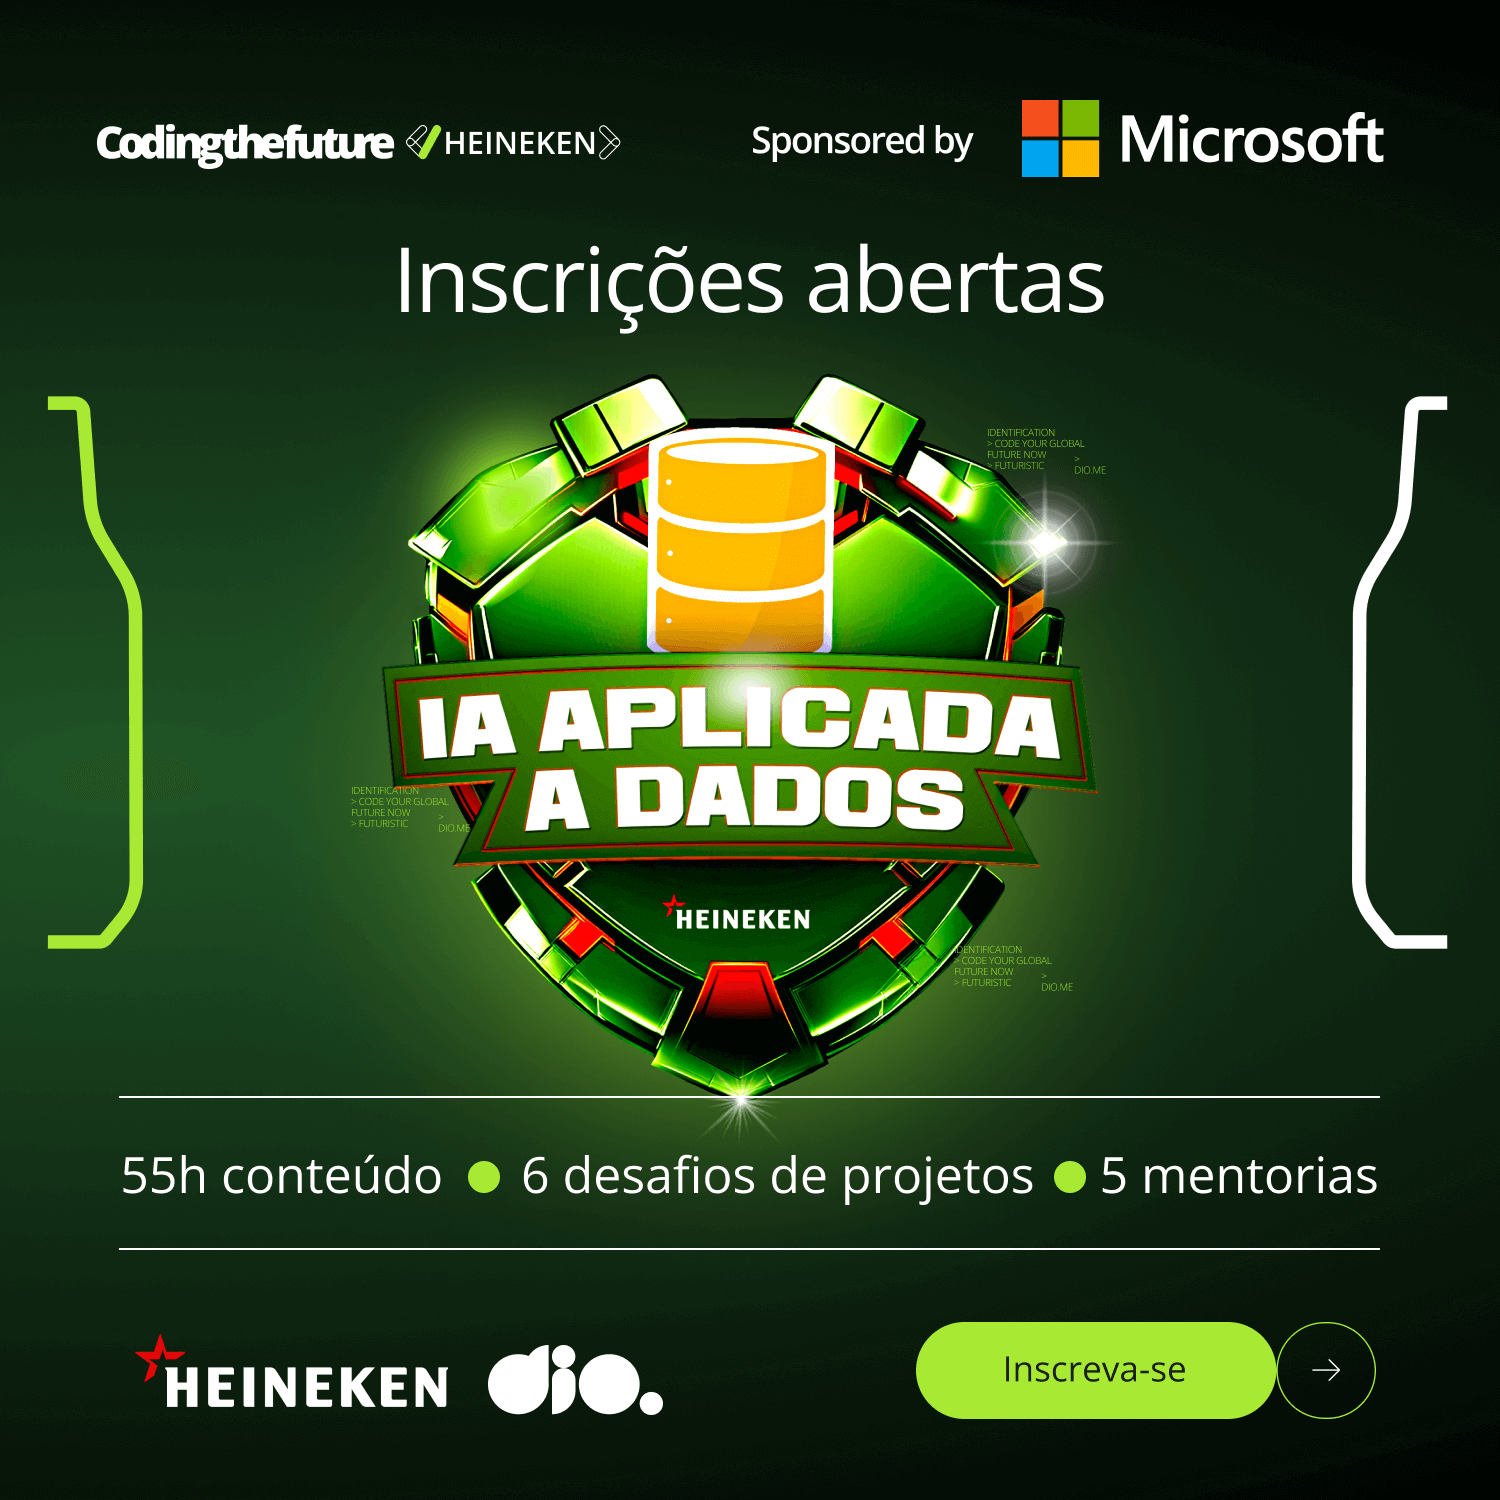 Codingthefuture HEINEKEN
Sponsored by Microsoft
Inscrições abertas
IDENTIFICATION
> CODE YOUR GLOBAL
FUTURE NOW >
> FUTURISTIC DIO.ME
IA APLICADA
A DADOS
IDENTIFICATION
> CODE YOUR GLOBAL
FUTURE NOW >
> FUTURISTIC DIO.ME
HEINEKEN
IDENTIFICATION
> CODE YOUR GLOBAL
FUTURE NOW >
> FUTURISTIC DIO.ME
55h conteúdo ● 6 desafios de projetos ● 5 mentorias
HEINEKEN dio.
Inscreva-se →